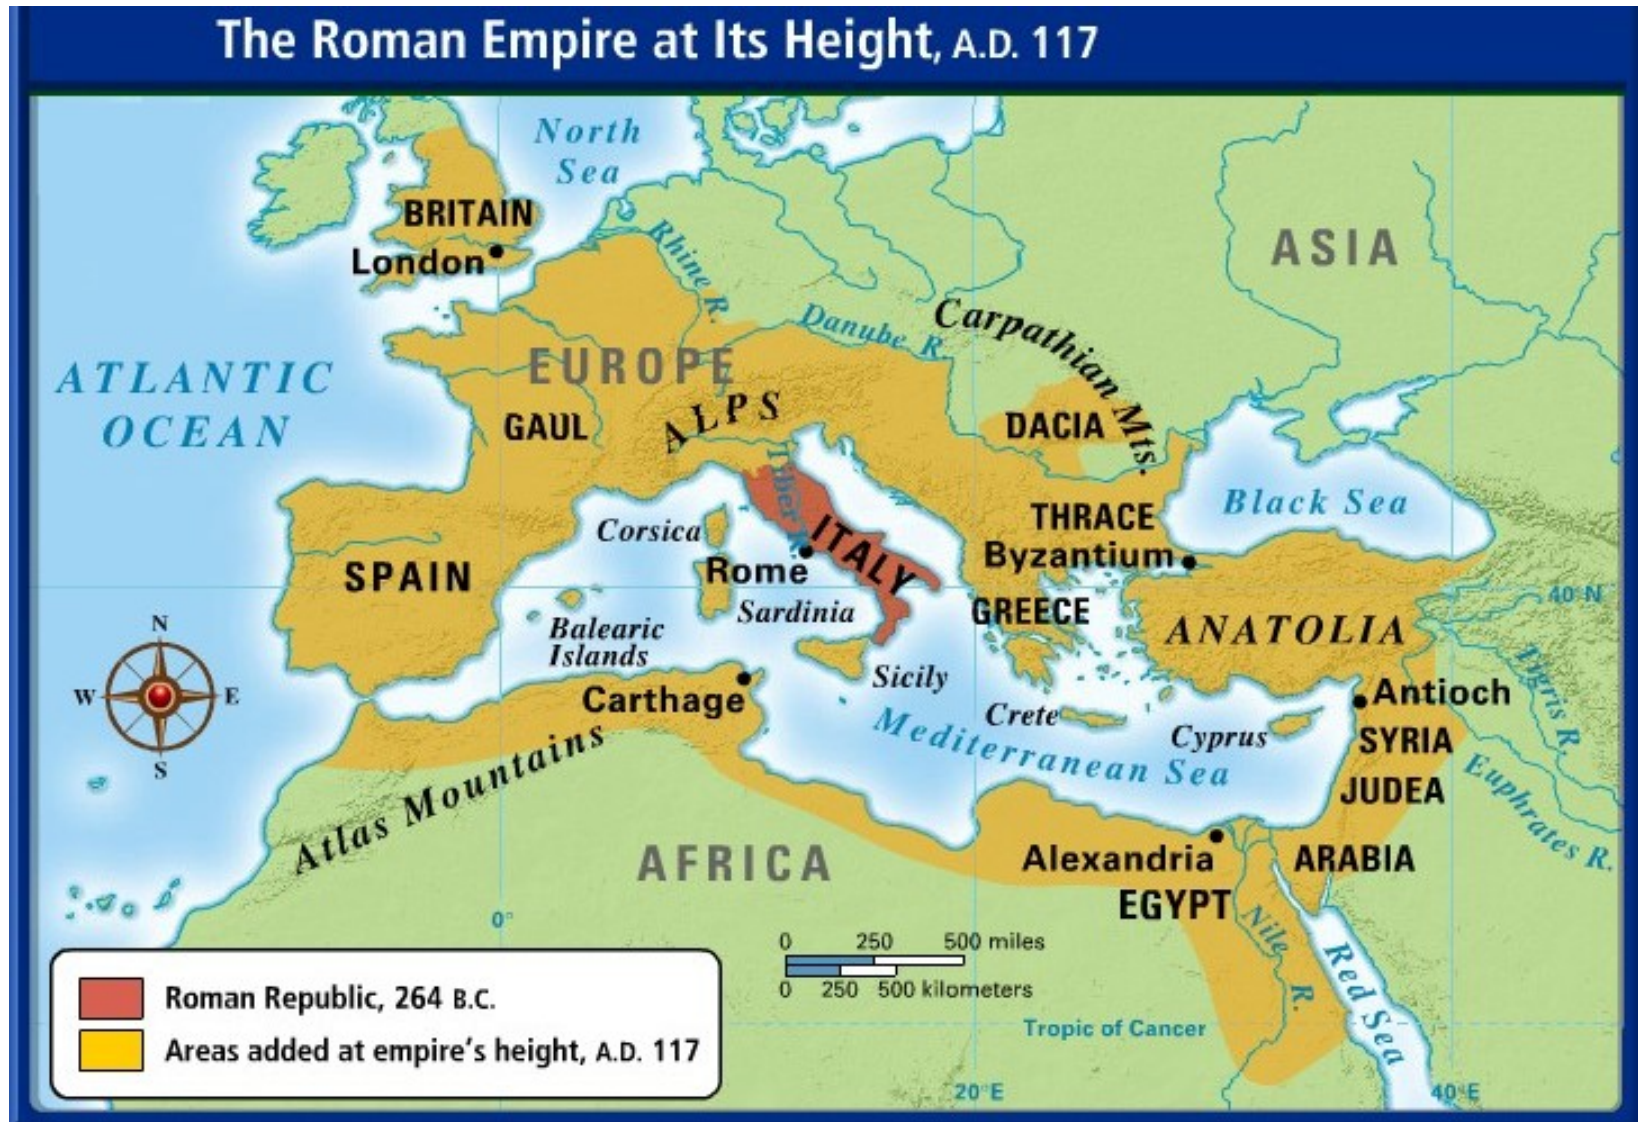 The Roman Empire at Its Height, A.D. 117
North
Sea
BRITAIN
London
Rhine R.
ASIA
Carpathian Mts.
Danube R.
ATLANTIC
OCEAN
EUROPE
ALPS
GAUL
DACIA
Tiber R.
Black Sea
Corsica
ITALY
THRACE
Byzantium
SPAIN
Rome
40°N
Sardinia
GREECE
ANATOLIA
Balearic
Islands
N
W
E
S
Sicily
Tigris R.
Carthage
Antioch
Crete
Cyprus
SYRIA
Mediterranean Sea
JUDEA
Euphrates R.
Atlas Mountains
AFRICA
Alexandria
ARABIA
EGYPT
Nile R.
Red Sea
0°
0 250 500 miles
0 250 500 kilometers
Tropic of Cancer
20°E
40°E
Roman Republic, 264 B.C.
Areas added at empire's height, A.D. 117